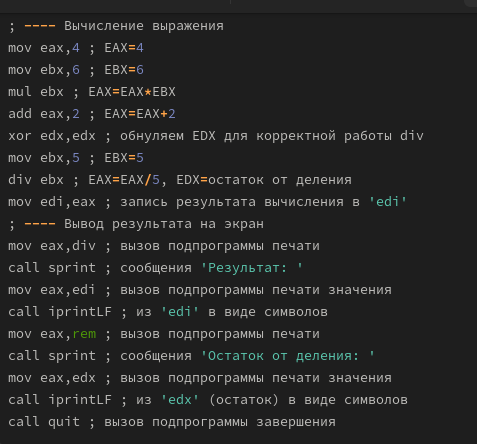 ; ---- Вычисление выражения
mov eax,4 ; EAX=4
mov ebx,6 ; EBX=6
mul ebx ; EAX=EAX*EBX
add eax,2 ; EAX=EAX+2
xor edx,edx ; обнуляем EDX для корректной работы div
mov ebx,5 ; EBX=5
div ebx ; EAX=EAX/5, EDX=остаток от деления
mov edi,eax ; запись результата вычисления в 'edi'
; ---- Вывод результата на экран
mov eax,div ; вызов подпрограммы печати
call sprint ; сообщения 'Результат: '
mov eax,edi ; вызов подпрограммы печати значения
call iprintLF ; из 'edi' в виде символов
mov eax,rem ; вызов подпрограммы печати
call sprint ; сообщения 'Остаток от деления: '
mov eax,edx ; вызов подпрограммы печати значения
call iprintLF ; из 'edx' (остаток) в виде символов
call quit ; вызов подпрограммы завершения